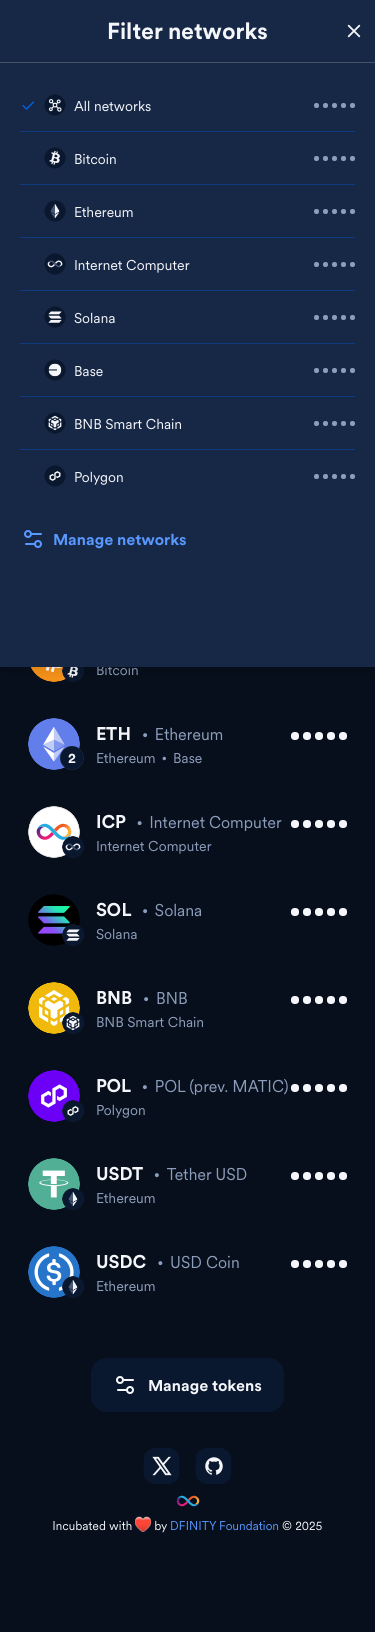 Filter networks
All networks
Bitcoin
Ethereum
Internet Computer
Solana
Base
BNB Smart Chain
Polygon
Manage networks
Bitcoin
ETH • Ethereum
2 Ethereum • Base
ICP • Internet Computer
Internet Computer
SOL • Solana
Solana
BNB • BNB
BNB Smart Chain
POL • POL (prev. MATIC)
Polygon
USDT • Tether USD
Ethereum
USDC • USD Coin
Ethereum
Manage tokens
Incubated with ❤️ by DFINITY Foundation © 2025